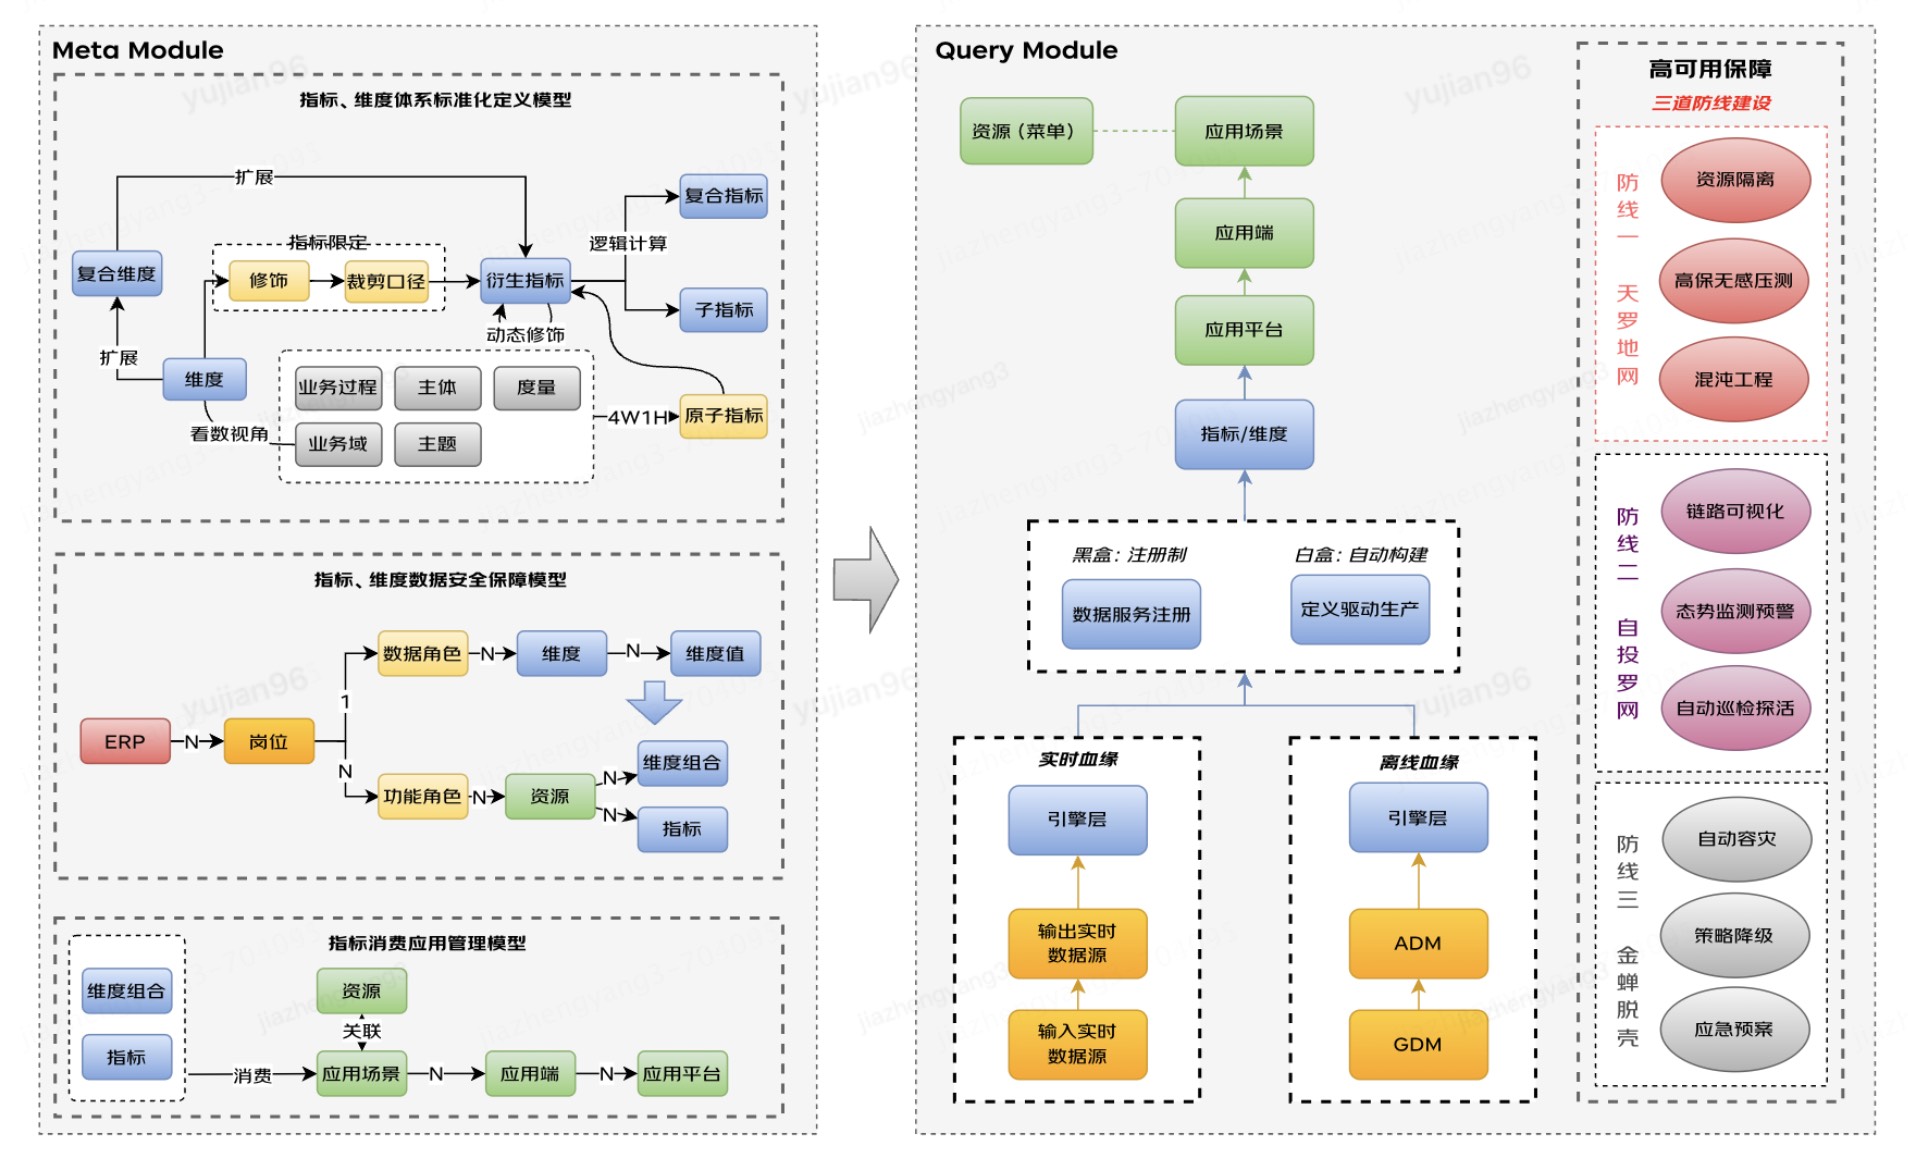 Meta Module
指标、维度体系标准化定义模型
扩展
复合指标
指标限定
逻辑计算
复合维度
修饰
裁剪口径
衍生指标
子指标
动态修饰
扩展
维度
业务过程
主体
度量
4W1H
原子指标
看数视角
业务域
主题
指标、维度数据安全保障模型
数据角色
N
维度
N
维度值
1
ERP
N
岗位
N
维度组合
功能角色
N
资源
N
N
指标
指标消费应用管理模型
维度组合
资源
关联
指标
消费
应用场景
N
应用端
N
应用平台
Query Module
资源（菜单）
应用场景
应用端
应用平台
指标/维度
黑盒：注册制
白盒：自动构建
数据服务注册
定义驱动生产
实时血缘
离线血缘
引擎层
引擎层
输出实时
数据源
ADM
输入实时
数据源
GDM
高可用保障
三道防线建设
防线一 天罗地网
资源隔离
高保无感压测
混沌工程
防线二 自投罗网
链路可视化
态势监测预警
自动巡检探活
防线三 金蝉脱壳
自动容灾
策略降级
应急预案
yujian96
yujian96
yujian96
yujian96
yujian96
yujian96
jiazhengyang3
jiazhengyang3